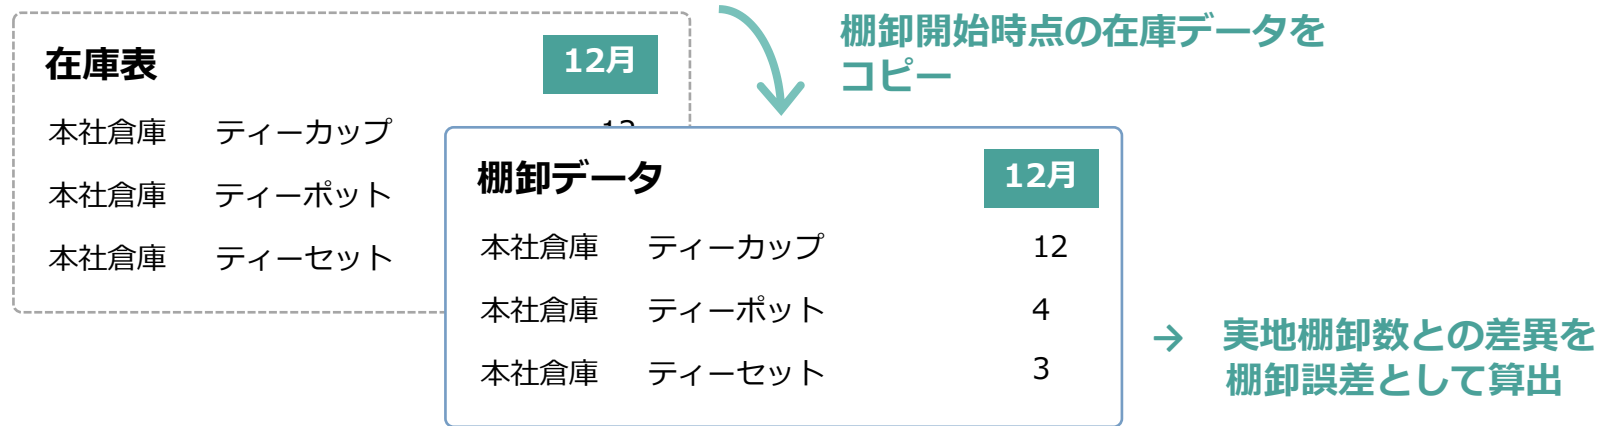 在庫表 12月
本社倉庫 ティーカップ
本社倉庫 ティーポット
本社倉庫 ティーセット
棚卸開始時点の在庫データを
コピー
棚卸データ 12月
本社倉庫 ティーカップ 12
本社倉庫 ティーポット 4
本社倉庫 ティーセット 3
→ 実地棚卸数との差異を
棚卸誤差として算出